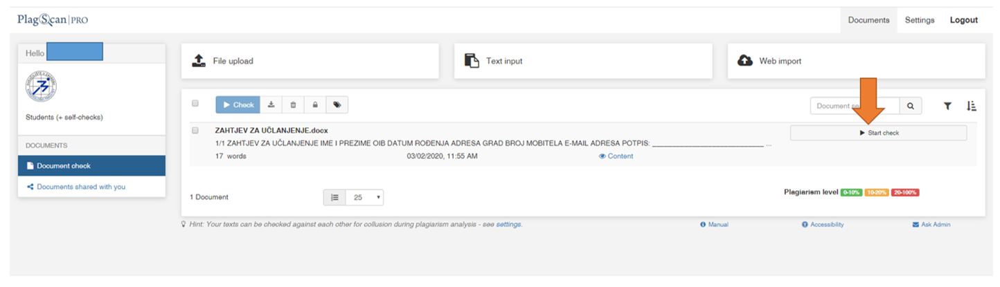 PlagScan|PRO
Documents Settings Logout
Hello
File upload
Text input
Web import
Students (+ self-checks)
DOCUMENTS
Document check
Documents shared with you
Check
Document
ZAHTJEV ZA UČLANJENJE.docx
1/1 ZAHTJEV ZA UČLANJENJE IME I PREZIME OIB DATUM ROĐENJA ADRESA GRAD BROJ MOBITELA E-MAIL ADRESA POTPIS: ____________________________ ...
17 words 03/02/2020, 11:55 AM Content
Start check
1 Document 25
Plagiarism level 0-10% 10-20% 20-100%
Hint: Your texts can be checked against each other for collusion during plagiarism analysis - see settings.
Manual Accessibility Ask Admin